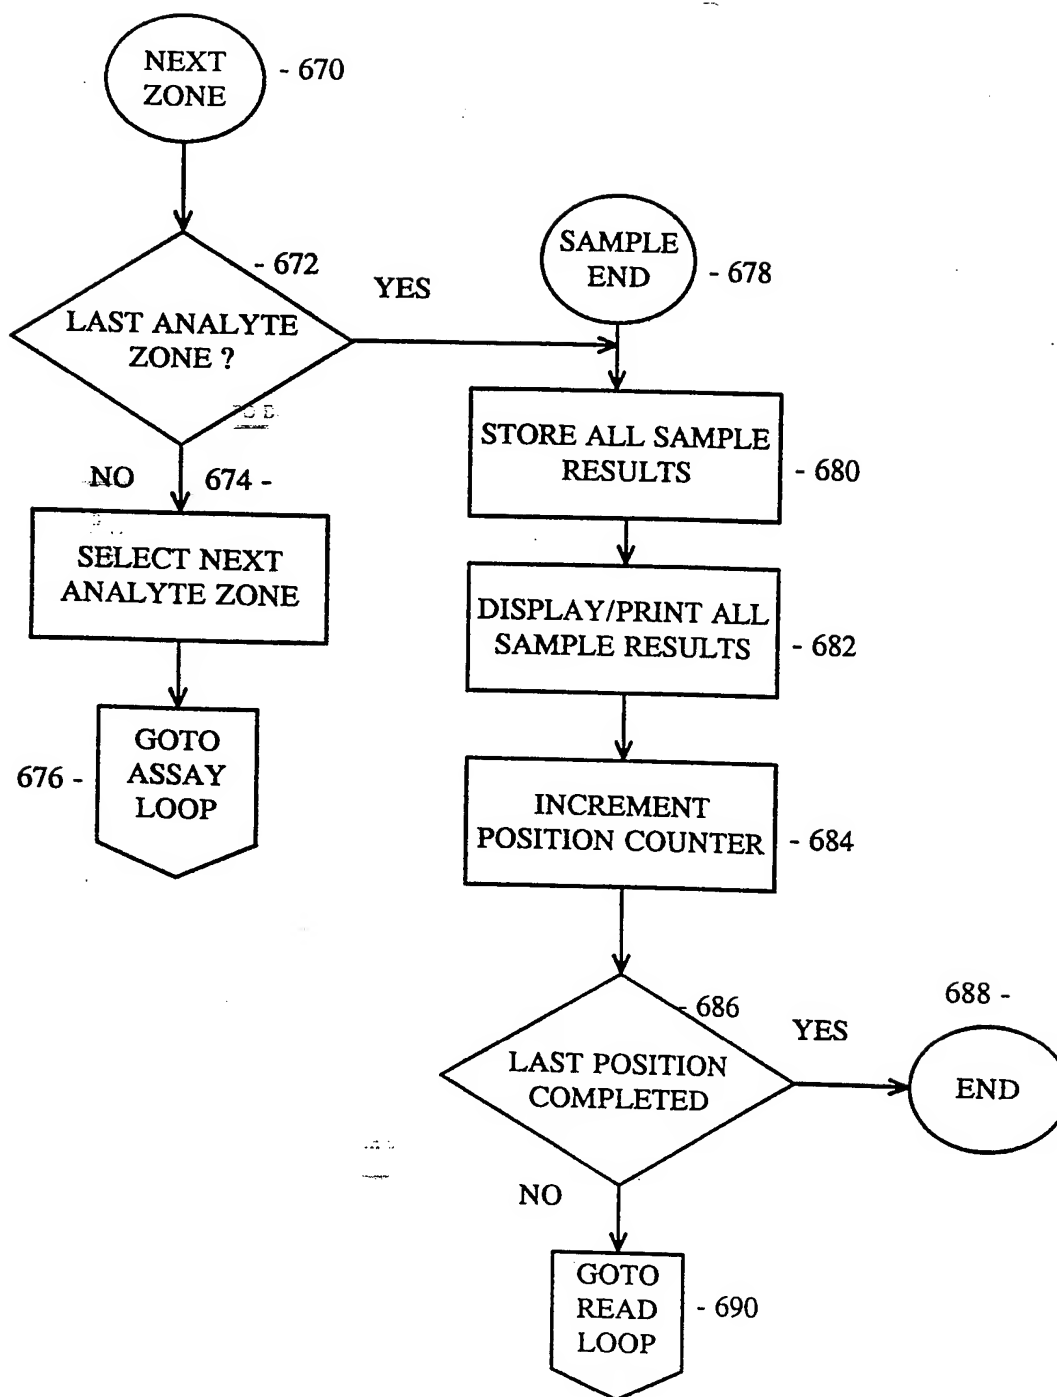 NEXT
ZONE
- 670
- 672
LAST ANALYTE
ZONE ?
YES
NO
674 -
SELECT NEXT
ANALYTE ZONE
676 -
GOTO
ASSAY
LOOP
SAMPLE
END
- 678
STORE ALL SAMPLE
RESULTS
- 680
DISPLAY/PRINT ALL
SAMPLE RESULTS
- 682
INCREMENT
POSITION COUNTER
- 684
- 686
LAST POSITION
COMPLETED
YES
688 -
END
NO
GOTO
READ
LOOP
- 690